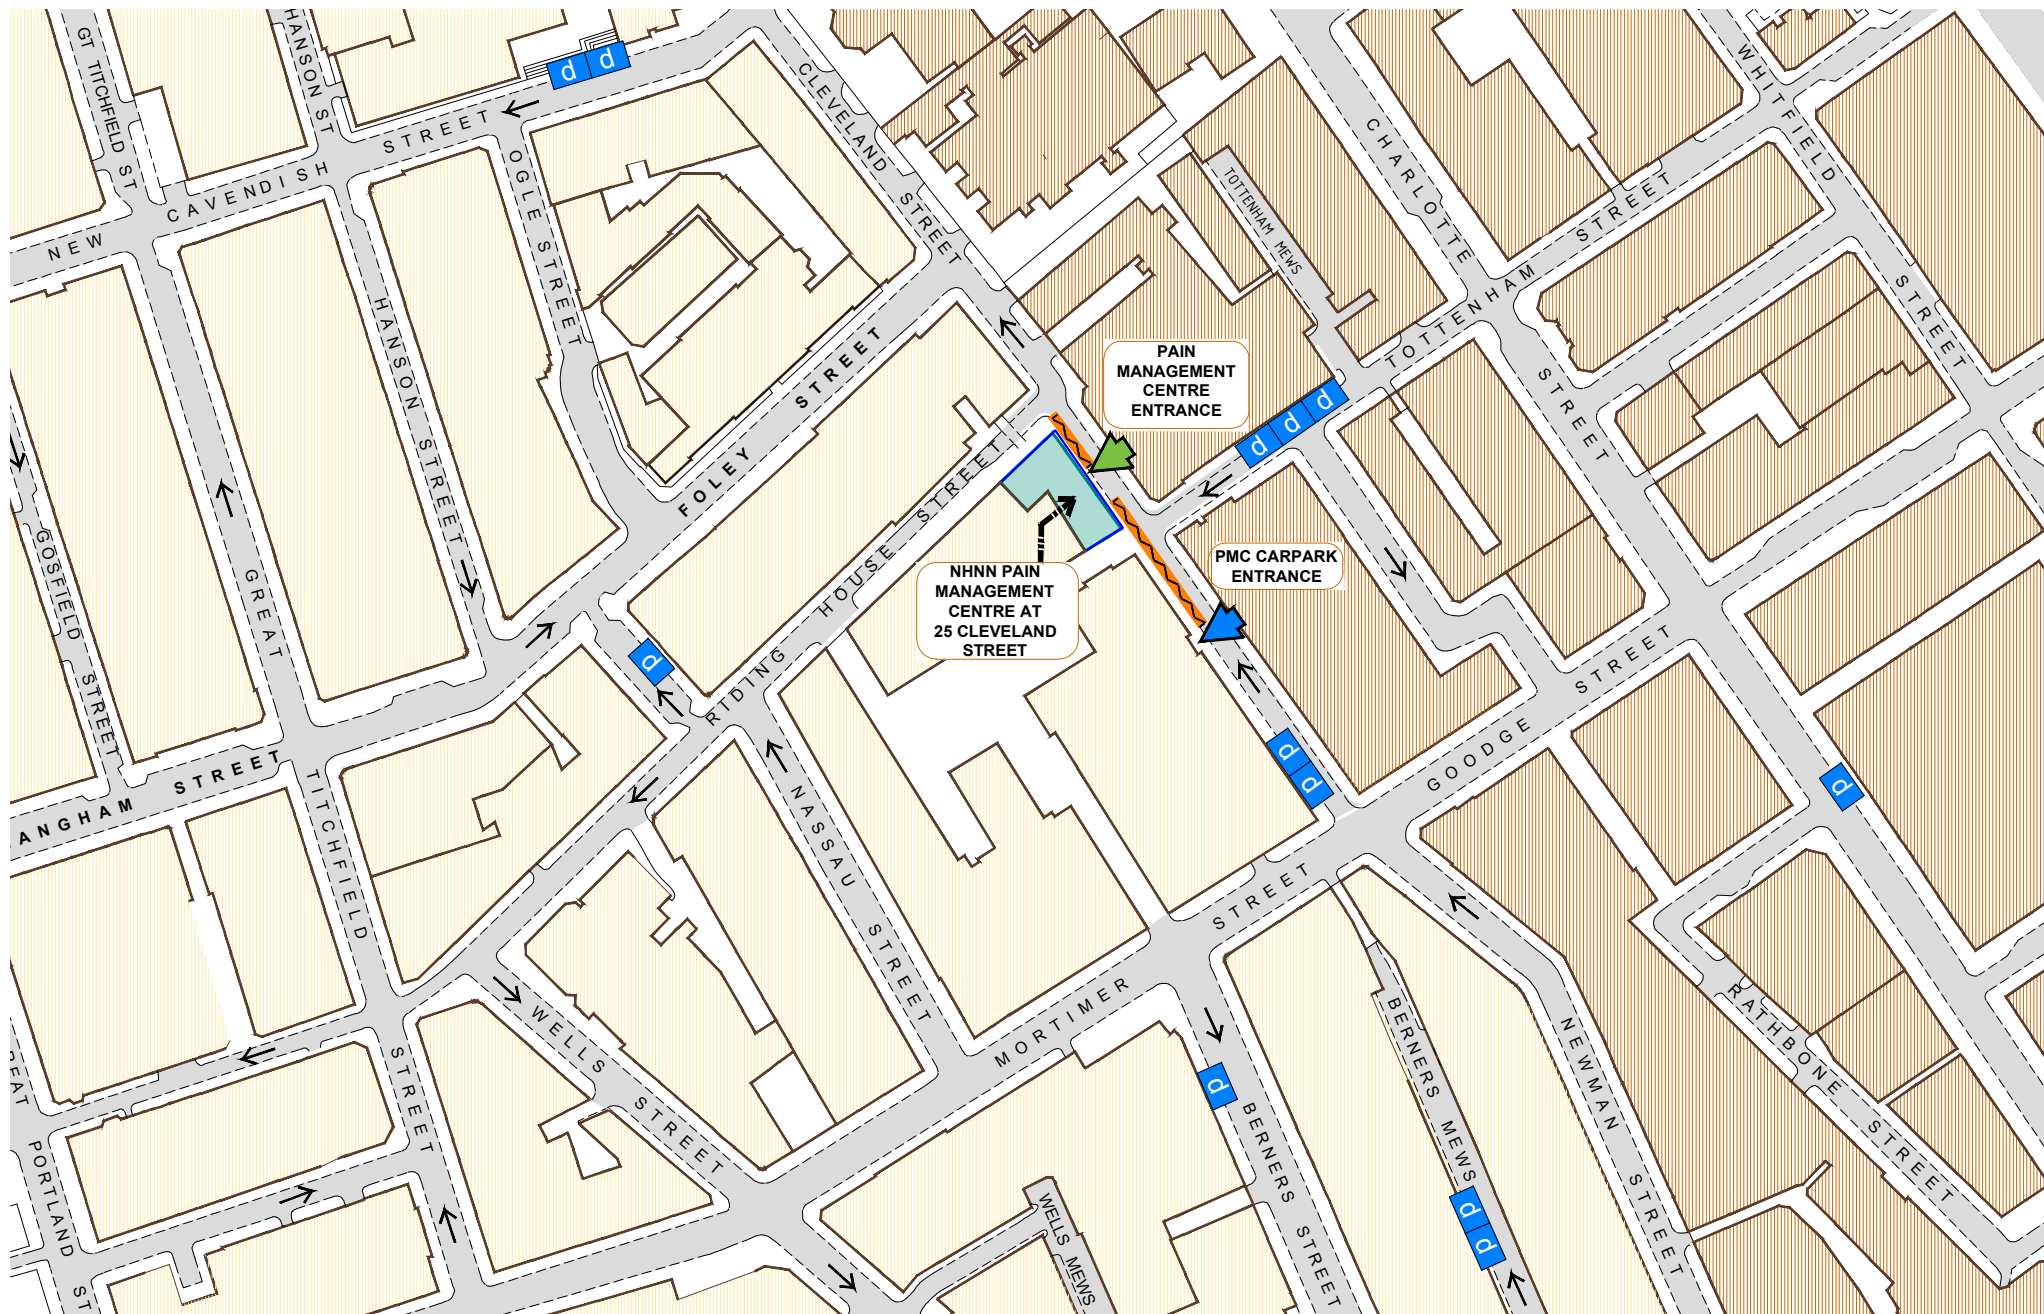 GT TITCHFIELD ST
HANSON ST
d d
CLEVELAND STREET
WHITFIELD STREET
NEW CAVENDISH STREET
OGLE STREET
CHARLOTTE STREET
TOTTENHAM MEWS
TOTTENHAM STREET
HANSON STREET
FOLEY STREET
PAIN
MANAGEMENT
CENTRE
ENTRANCE
d d d
GOSFIELD STREET
GREAT TITCHFIELD STREET
RIDING HOUSE STREET
NHNN PAIN
MANAGEMENT
CENTRE AT
25 CLEVELAND
STREET
PMC CARPARK
ENTRANCE
d
d d
d
GOODGE STREET
ANGHAM STREET
NASSAU STREET
MORTIMER STREET
WELLS STREET
BERNERS MEWS
d d
NEWMAN STREET
RATHBONE STREET
d
BERNERS STREET
WELLS MEWS
PORTLAND ST